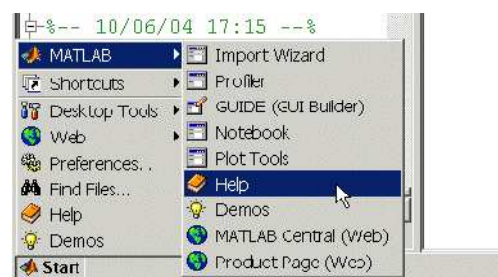 %-- 10/06/04 17:15 --%
MATLAB
Shortcuts
Desktop Tools
Web
Preferences..
Find Files...
Help
Demos
Start
Import Wizard
Profiler
GUIDE (GUI Builder)
Notebook
Plot Tools
Help
Demos
MATLAB Central (Web)
Product Page (Web)